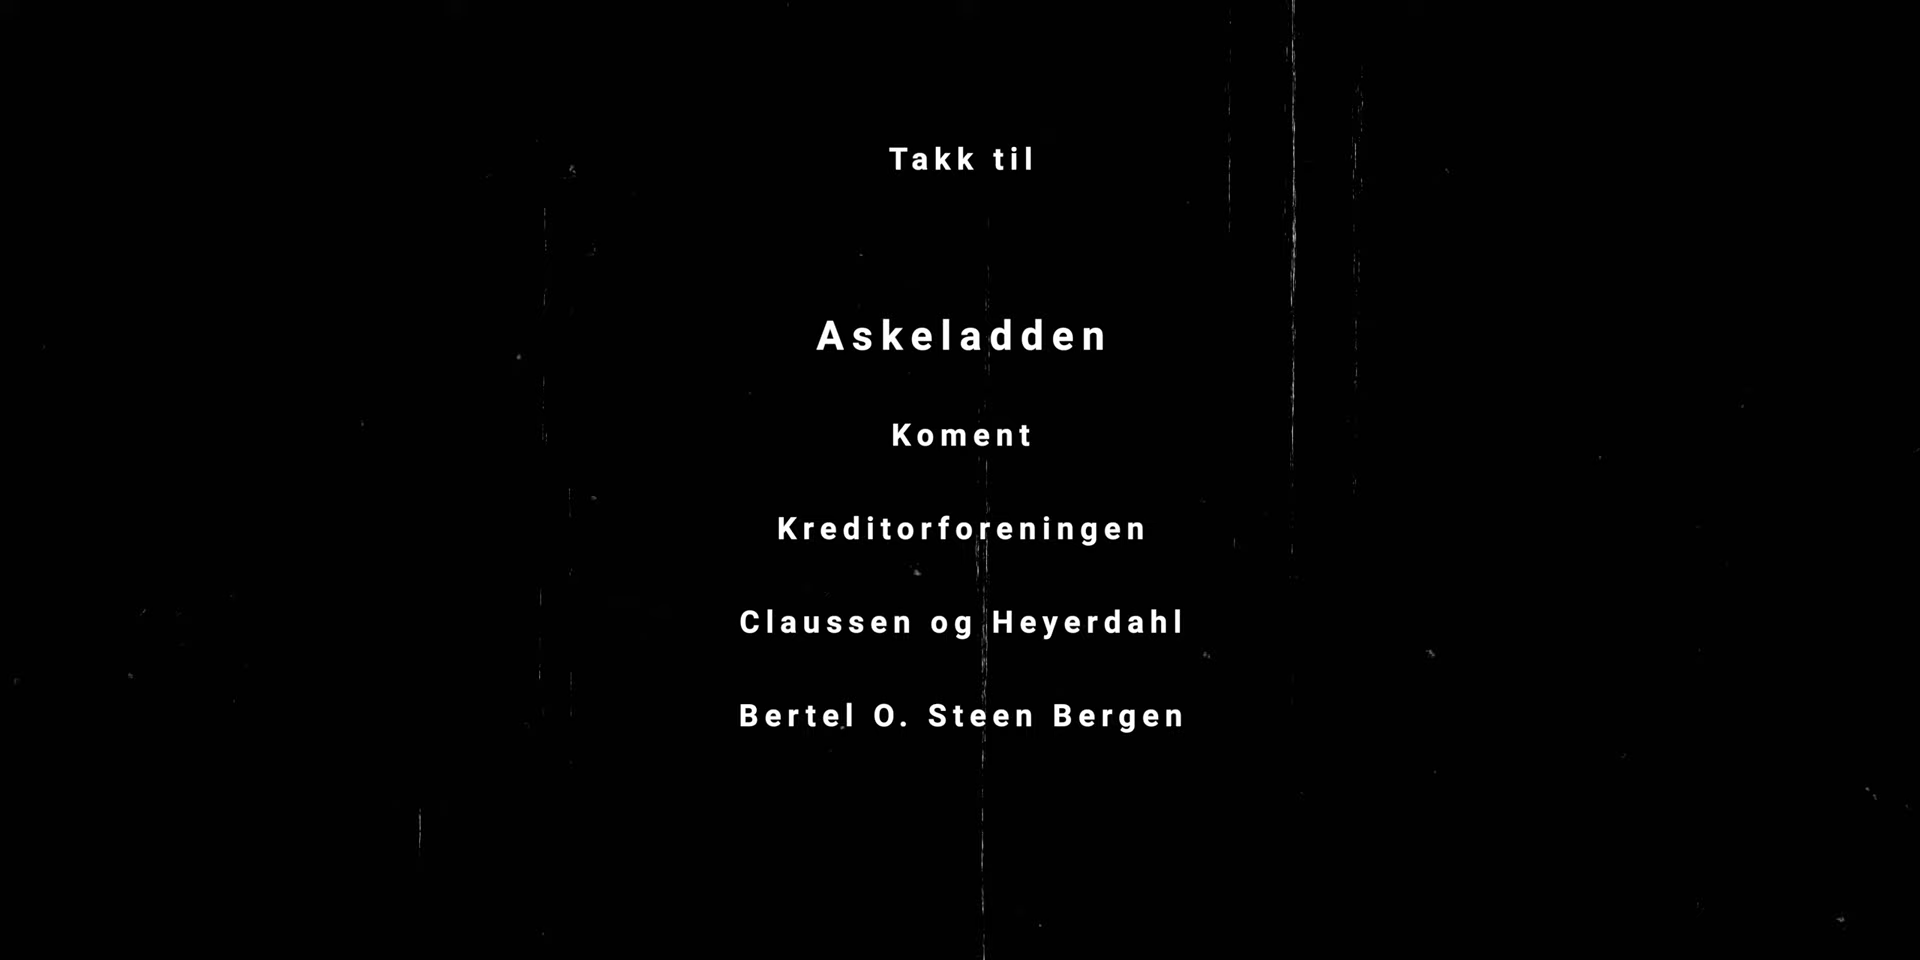 Takk til
Askeladden
Koment
Kreditorforeningen
Claussen og Heyerdahl
Bertel O. Steen Bergen